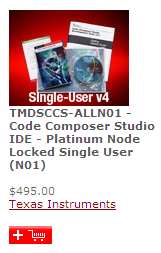 Single-User v4
TMDSCCS-ALLN01 -
Code Composer Studio
IDE - Platinum Node
Locked Single User
(N01)
$495.00
Texas Instruments